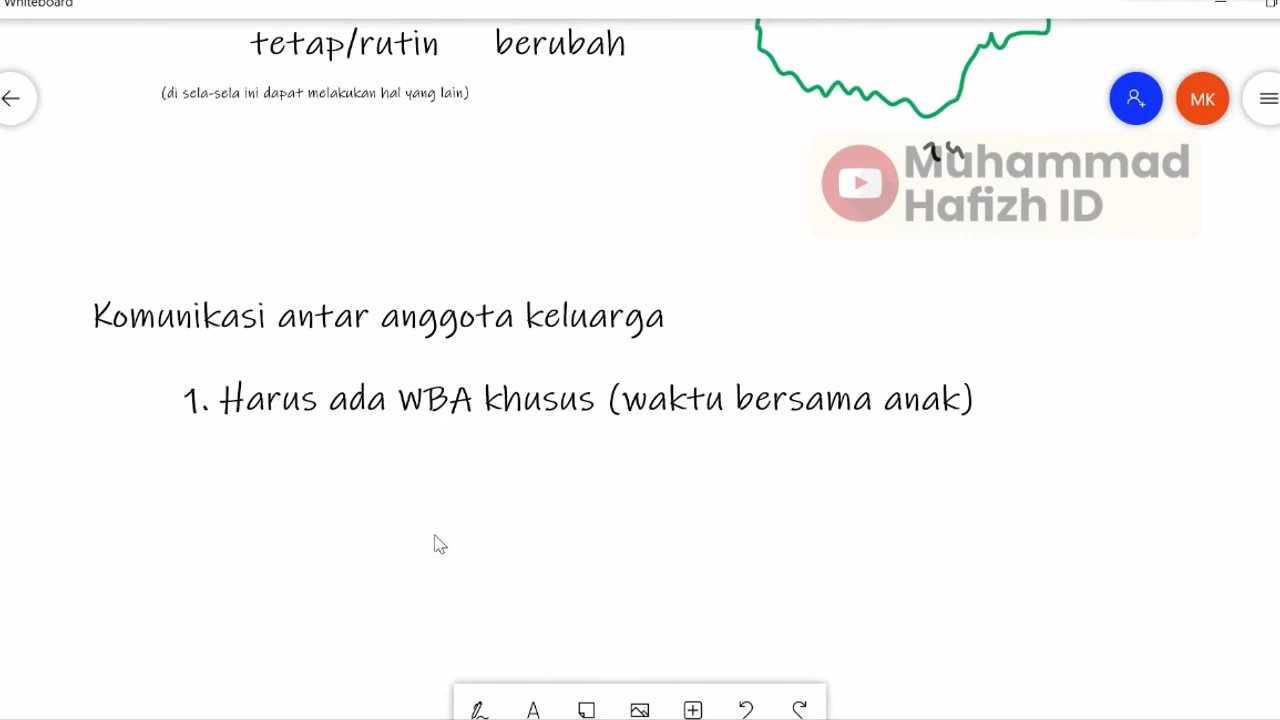 Whiteboard
tetap/rutin berubah
(di sela-sela ini dapat melakukan hal yang lain)
MK
Muhammad
Hafizh ID
Komunikasi antar anggota keluarga
1. Harus ada WBA khusus (waktu bersama anak)
A